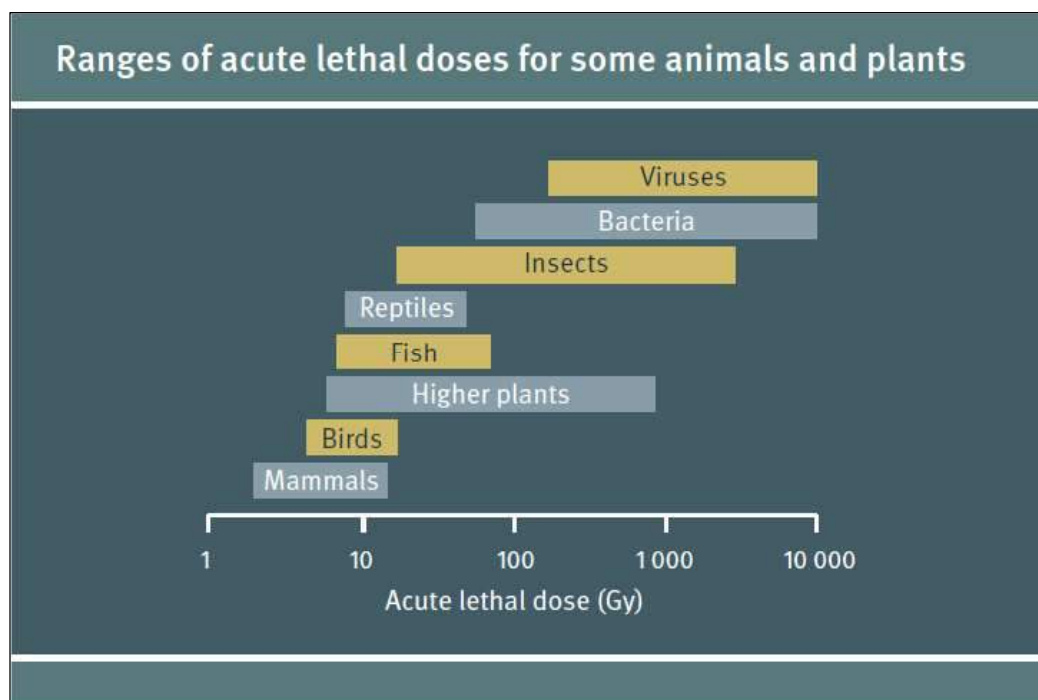 Ranges of acute lethal doses for some animals and plants
Viruses
Bacteria
Insects
Reptiles
Fish
Higher plants
Birds
Mammals
1 10 100 1 000 10 000
Acute lethal dose (Gy)